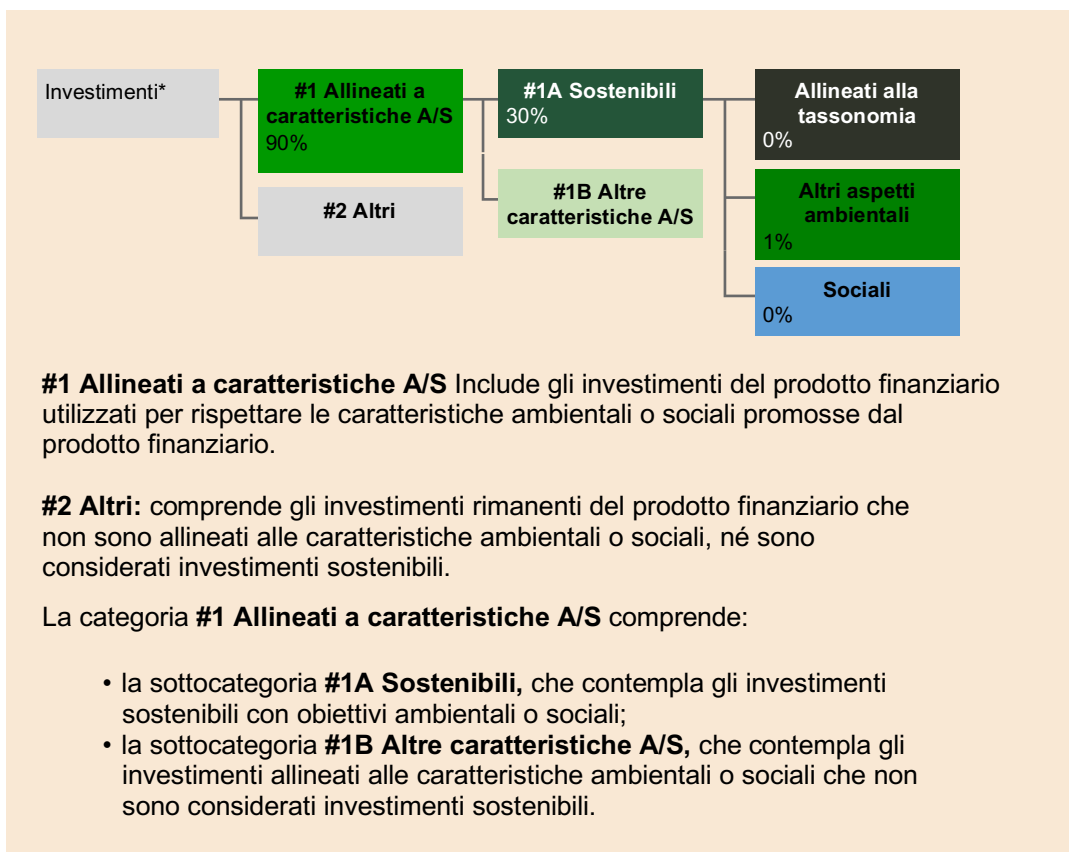 Investimenti*
#1 Allineati a
caratteristiche A/S
90%
#2 Altri
#1A Sostenibili
30%
#1B Altre
caratteristiche A/S
Allineati alla
tassonomia
0%
Altri aspetti
ambientali
1%
Sociali
0%
#1 Allineati a caratteristiche A/S Include gli investimenti del prodotto finanziario
utilizzati per rispettare le caratteristiche ambientali o sociali promosse dal
prodotto finanziario.
#2 Altri: comprende gli investimenti rimanenti del prodotto finanziario che
non sono allineati alle caratteristiche ambientali o sociali, né sono
considerati investimenti sostenibili.
La categoria #1 Allineati a caratteristiche A/S comprende:
• la sottocategoria #1A Sostenibili, che contempla gli investimenti
sostenibili con obiettivi ambientali o sociali;
• la sottocategoria #1B Altre caratteristiche A/S, che contempla gli
investimenti allineati alle caratteristiche ambientali o sociali che non
sono considerati investimenti sostenibili.